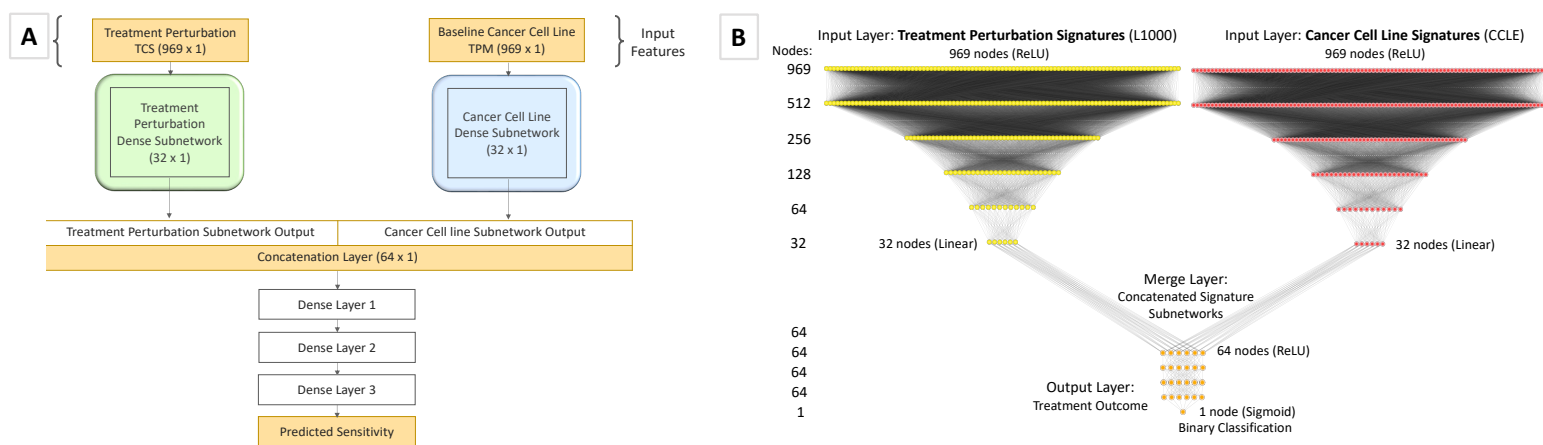 A
Treatment Perturbation
TCS (969 x 1)
Baseline Cancer Cell Line
TPM (969 x 1)
Input
Features
Treatment
Perturbation
Dense Subnetwork
(32 x 1)
Cancer Cell Line
Dense Subnetwork
(32 x 1)
Treatment Perturbation Subnetwork Output
Cancer Cell line Subnetwork Output
Concatenation Layer (64 x 1)
Dense Layer 1
Dense Layer 2
Dense Layer 3
Predicted Sensitivity
B
Input Layer: Treatment Perturbation Signatures (L1000)
969 nodes (ReLU)
Input Layer: Cancer Cell Line Signatures (CCLE)
969 nodes (ReLU)
Nodes:
969
512
256
128
64
32
32 nodes (Linear)
32 nodes (Linear)
Merge Layer:
Concatenated Signature
Subnetworks
64
64
64 nodes (ReLU)
64
64
Output Layer:
Treatment Outcome
1
1 node (Sigmoid)
Binary Classification